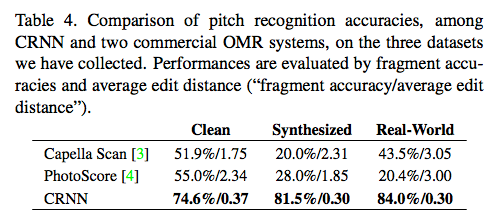 Table 4. Comparison of pitch recognition accuracies, among
CRNN and two commercial OMR systems, on the three datasets
we have collected. Performances are evaluated by fragment accu-
racies and average edit distance (“fragment accuracy/average edit
distance”).
Clean Synthesized Real-World
Capella Scan [3] 51.9%/1.75 20.0%/2.31 43.5%/3.05
PhotoScore [4] 55.0%/2.34 28.0%/1.85 20.4%/3.00
CRNN 74.6%/0.37 81.5%/0.30 84.0%/0.30